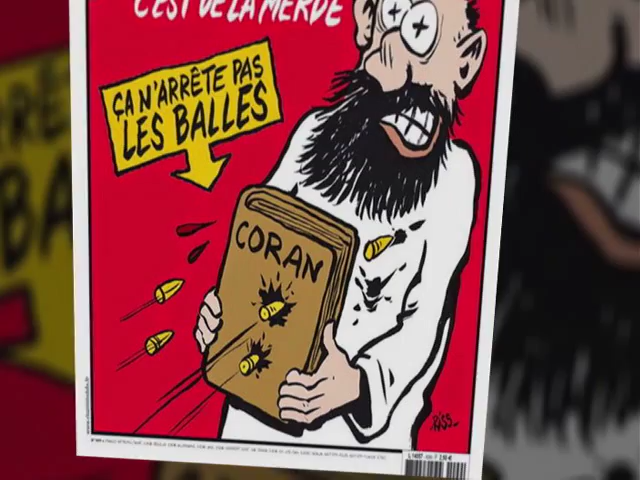 C'EST DE LA MERDE
ÇA N'ARRÊTE PAS
LES BALLES
CORAN
RISS